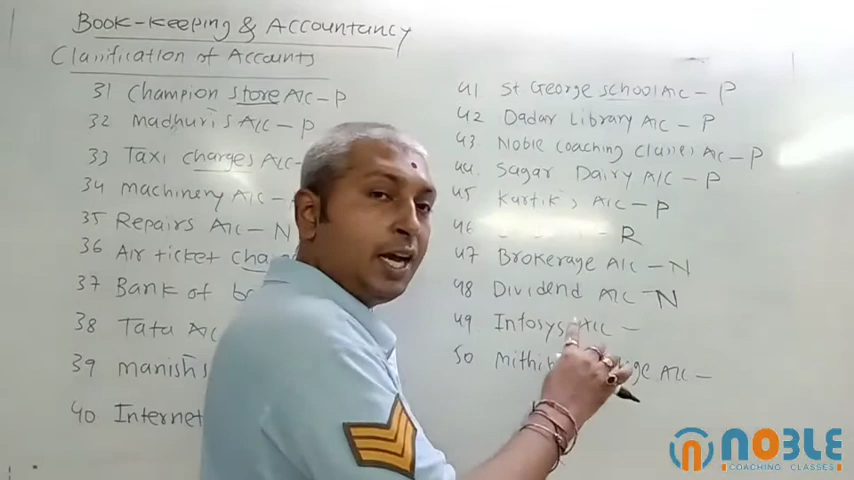 Book-keeping & Accountancy
Classification of Accounts
31 Champion store A/c - P
32 madhuri's A/c - P
33 Taxi charges A/c -
34 machinery A/c -
35 Repairs A/c - N
36 Air ticket
37 Bank of
38 Tata A/c
39 manish
40 Internet
41 St George school A/c - P
42 Dadar Library A/c - P
43 Noble coaching classes A/c - P
44. Sagar Dairy A/c - P
45 Kartik's A/c - P
46 - R
47 Brokerage A/c - N
48 Dividend A/c - N
49 Infosys A/c -
50 A/c -
NOBLE
COACHING CLASSES